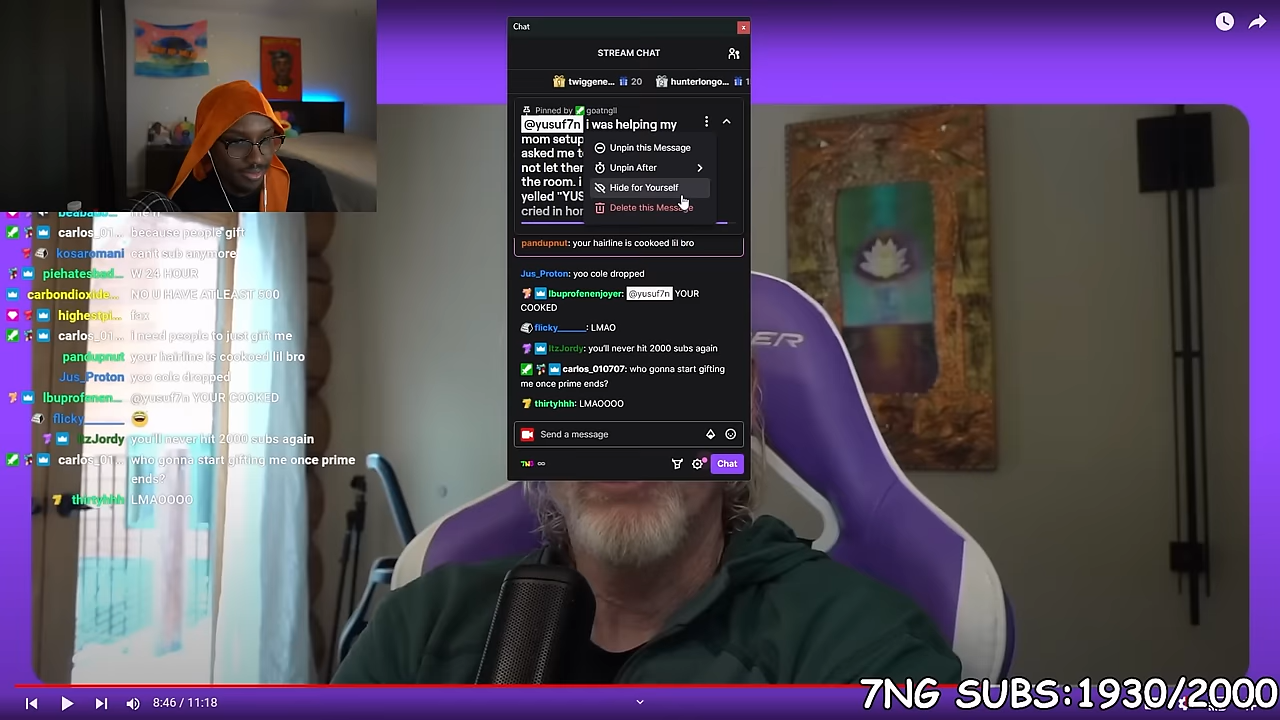 Chat
STREAM CHAT
twiggene... 20 hunterlongo... 1
Pinned by goatngll
@yusuf7n i was helping my
mom setup
asked me t
not let ther
the room. i
yelled "YUS
cried in hor
Unpin this Message
Unpin After
Hide for Yourself
Delete this Message
pandupnut: your hairline is cookoed lil bro
Jus_Proton: yoo cole dropped
Ibuprofenenjoyer: @yusuf7n YOUR
COOKED
flicky______: LMAO
ItzJordy: you'll never hit 2000 subs again
carlos_010707: who gonna start gifting
me once prime ends?
thirtyhhh: LMAOOOO
Send a message
Chat
carlos_01... because people gift
kosaromani can't sub anymore
piehatesbad... W 24 HOUR
carbondioxide... NO U HAVE ATLEAST 500
highestpi... fax
carlos_01... I need people to just gift me
pandupnut your hairline is cookoed lil bro
Jus_Proton yoo cole dropped
Ibuprofenen... @yusuf7n YOUR COOKED
flicky______
ItzJordy you'll never hit 2000 subs again
carlos_01... who gonna start gifting me once prime
ends?
thirtyhhh LMAOOOO
8:46 / 11:18
7NG SUBS:1930/2000